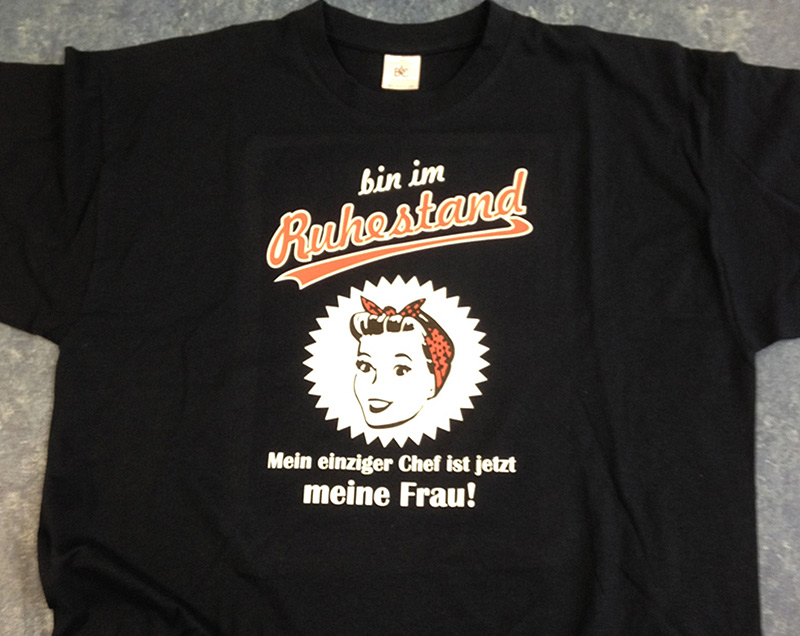 B&C
bin im
Ruhestand
Mein einziger Chef ist jetzt
meine Frau!